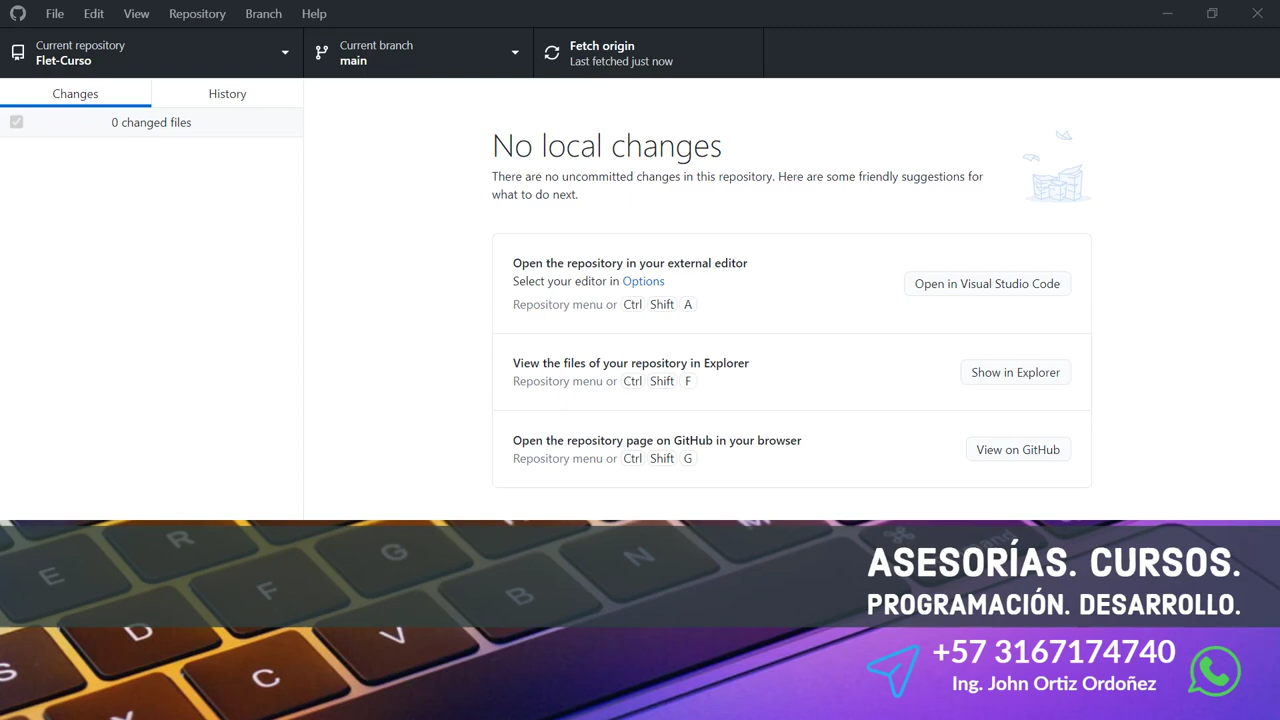 File Edit View Repository Branch Help
Current repository
Flet-Curso
Current branch
main
Fetch origin
Last fetched just now
Changes
History
0 changed files
No local changes
There are no uncommitted changes in this repository. Here are some friendly suggestions for
what to do next.
Open the repository in your external editor
Select your editor in Options
Repository menu or Ctrl Shift A
Open in Visual Studio Code
View the files of your repository in Explorer
Repository menu or Ctrl Shift F
Show in Explorer
Open the repository page on GitHub in your browser
Repository menu or Ctrl Shift G
View on GitHub
E R F G B N D V C S
ASESORÍAS. CURSOS.
PROGRAMACIÓN. DESARROLLO.
+57 3167174740
Ing. John Ortiz Ordoñez